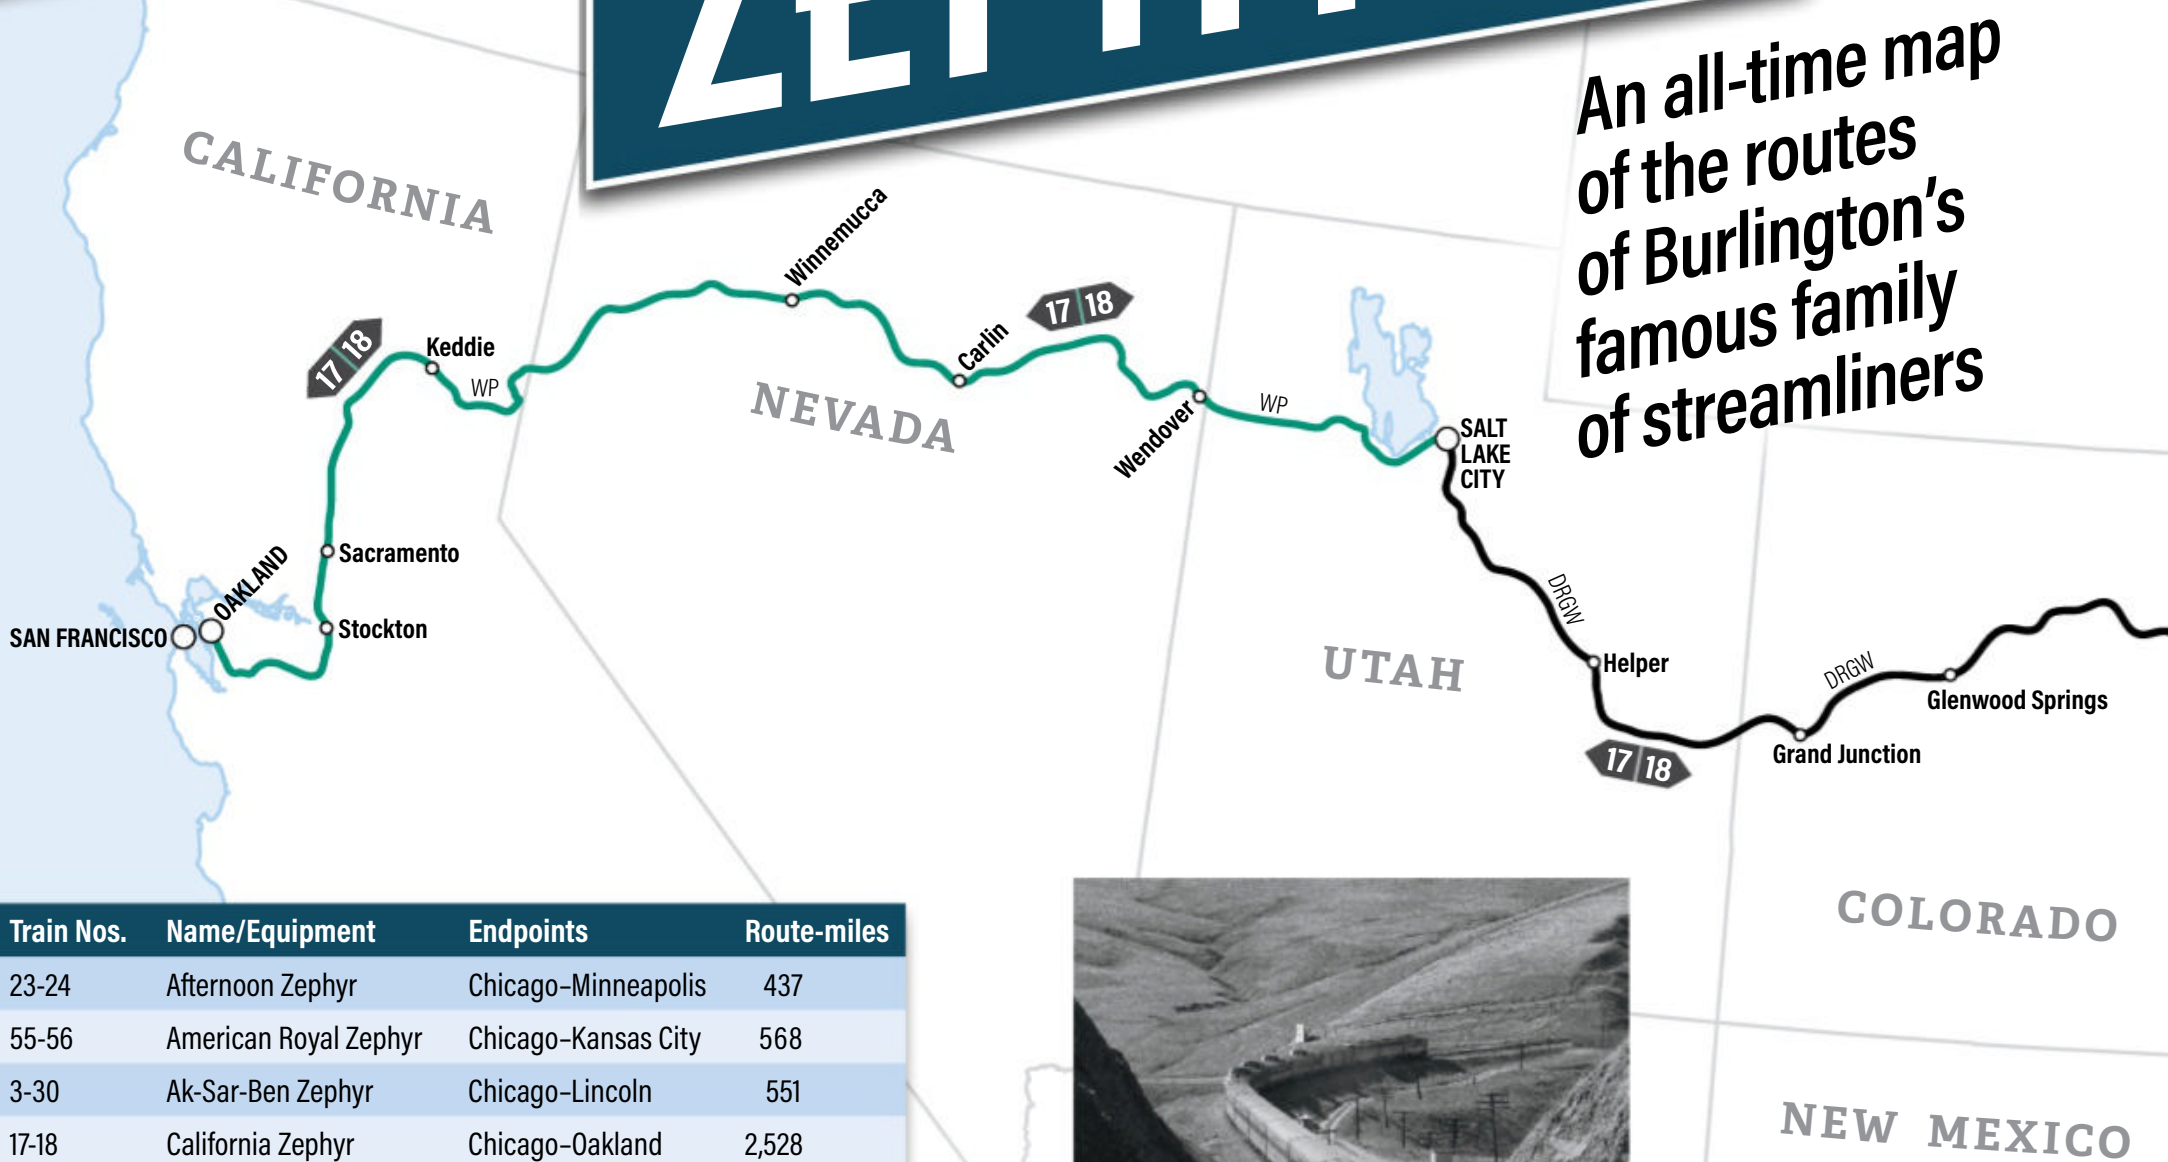 An all-time map
of the routes
of Burlington's
famous family
of streamliners
CALIFORNIA
Winnemucca
17 18
Carlin
17 18
Keddie
WP
NEVADA
Wendover
WP
SALT
LAKE
CITY
OAKLAND
Sacramento
SAN FRANCISCO
Stockton
DRGW
UTAH
Helper
DRGW
Glenwood Springs
17 18
Grand Junction
COLORADO
NEW MEXICO
Train Nos. Name/Equipment Endpoints Route-miles
23-24 Afternoon Zephyr Chicago–Minneapolis 437
55-56 American Royal Zephyr Chicago–Kansas City 568
3-30 Ak-Sar-Ben Zephyr Chicago–Lincoln 551
17-18 California Zephyr Chicago–Oakland 2,528